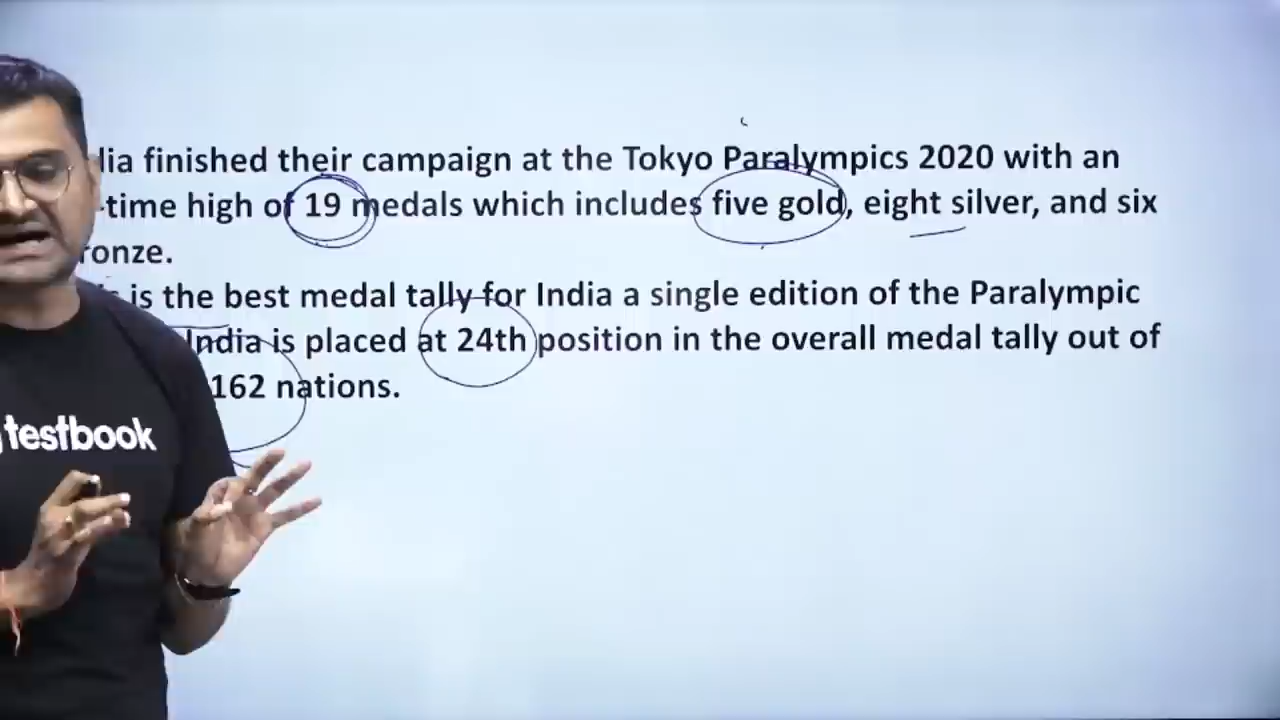 dia finished their campaign at the Tokyo Paralympics 2020 with an
-time high of 19 medals which includes five gold, eight silver, and six
ronze.
is the best medal tally for India a single edition of the Paralympic
India is placed at 24th position in the overall medal tally out of
162 nations.
testbook